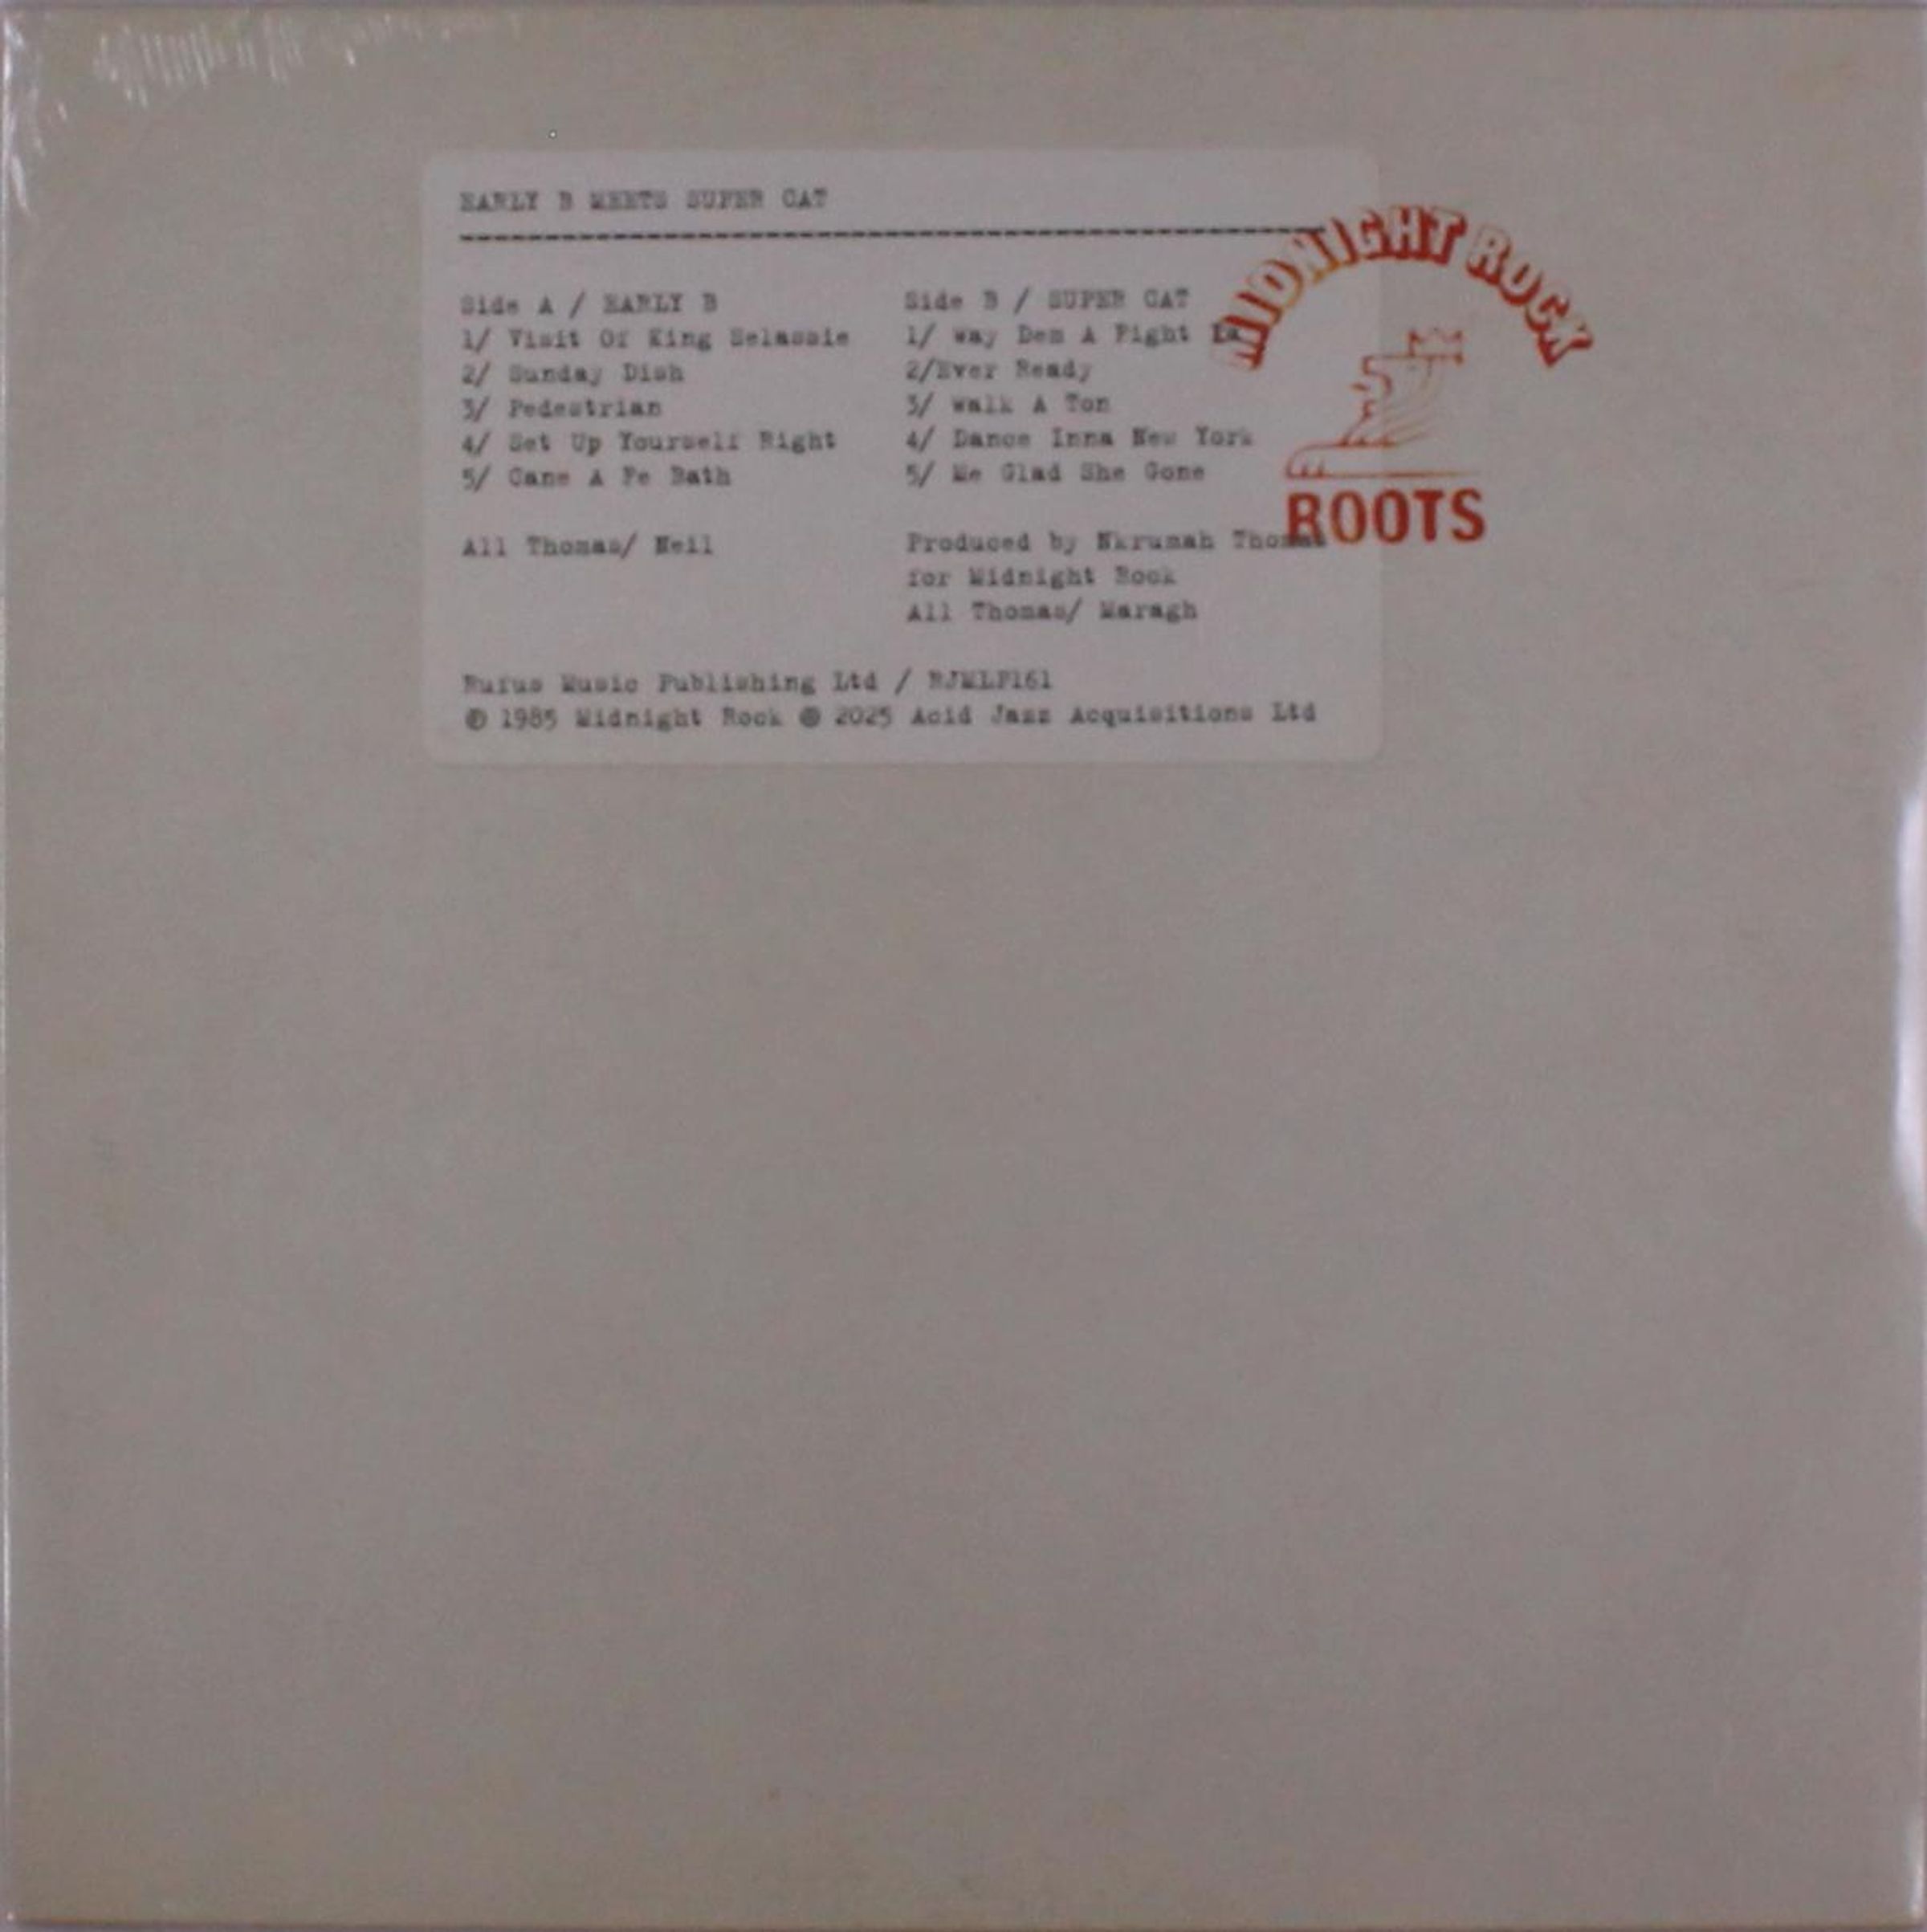 EARLY B MEETS SUPER CAT
Side A / EARLY B
1/ Visit Of King Selassie
2/ Sunday Dish
3/ Pedestrian
4/ Set Up Yourself Right
5/ Cane A Fe Bath
All Thomas/ Neil
Side B / SUPER CAT
1/ Way Dem A Fight Fa
2/Ever Ready
3/ Walk A Ton
4/ Dance Inna New York
5/ Me Glad She Gone
Produced by Nkrumah Thomas
for Midnight Rock
All Thomas/ Maragh
Rufus Music Publishing Ltd / RJMLP161
℗ 1985 Midnight Rock © 2025 Acid Jazz Acquisitions Ltd
MIDNIGHT ROCK
ROOTS